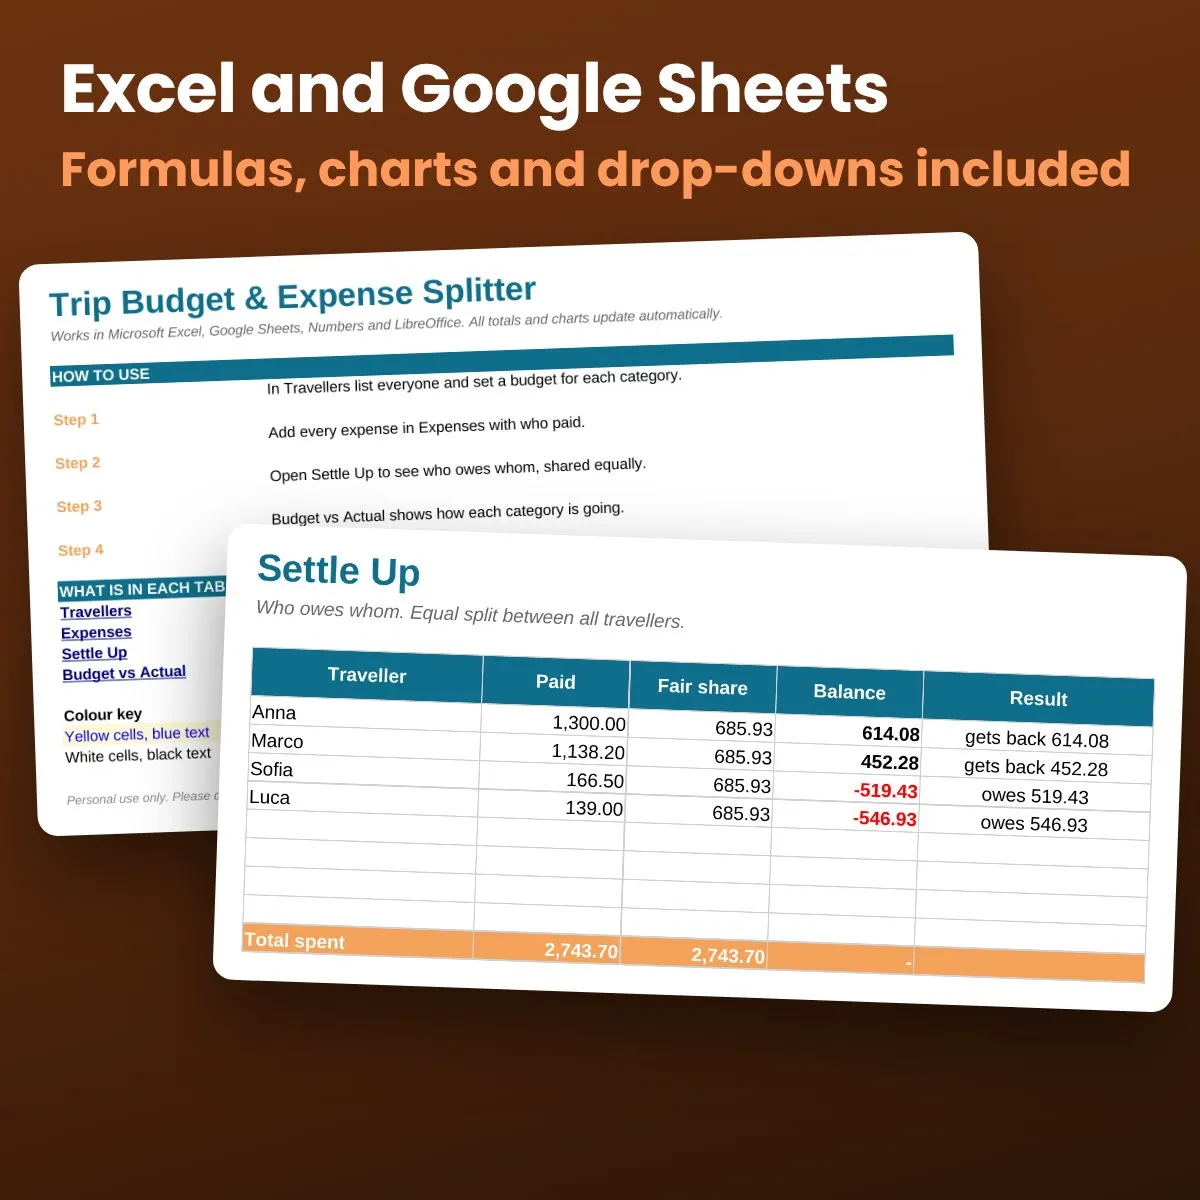 Excel and Google Sheets
Formulas, charts and drop-downs included
Trip Budget & Expense Splitter
Works in Microsoft Excel, Google Sheets, Numbers and LibreOffice. All totals and charts update automatically.
HOW TO USE
Step 1 In Travellers list everyone and set a budget for each category.
Step 2 Add every expense in Expenses with who paid.
Step 3 Open Settle Up to see who owes whom, shared equally.
Step 4 Budget vs Actual shows how each category is going.
WHAT IS IN EACH TAB
Travellers
Expenses
Settle Up
Budget vs Actual
Colour key
Yellow cells, blue text
White cells, black text
Personal use only. Please
Settle Up
Who owes whom. Equal split between all travellers.
Traveller Paid Fair share Balance Result
Anna 1,300.00 685.93 614.08 gets back 614.08
Marco 1,138.20 685.93 452.28 gets back 452.28
Sofia 166.50 685.93 -519.43 owes 519.43
Luca 139.00 685.93 -546.93 owes 546.93
Total spent 2,743.70 2,743.70 -